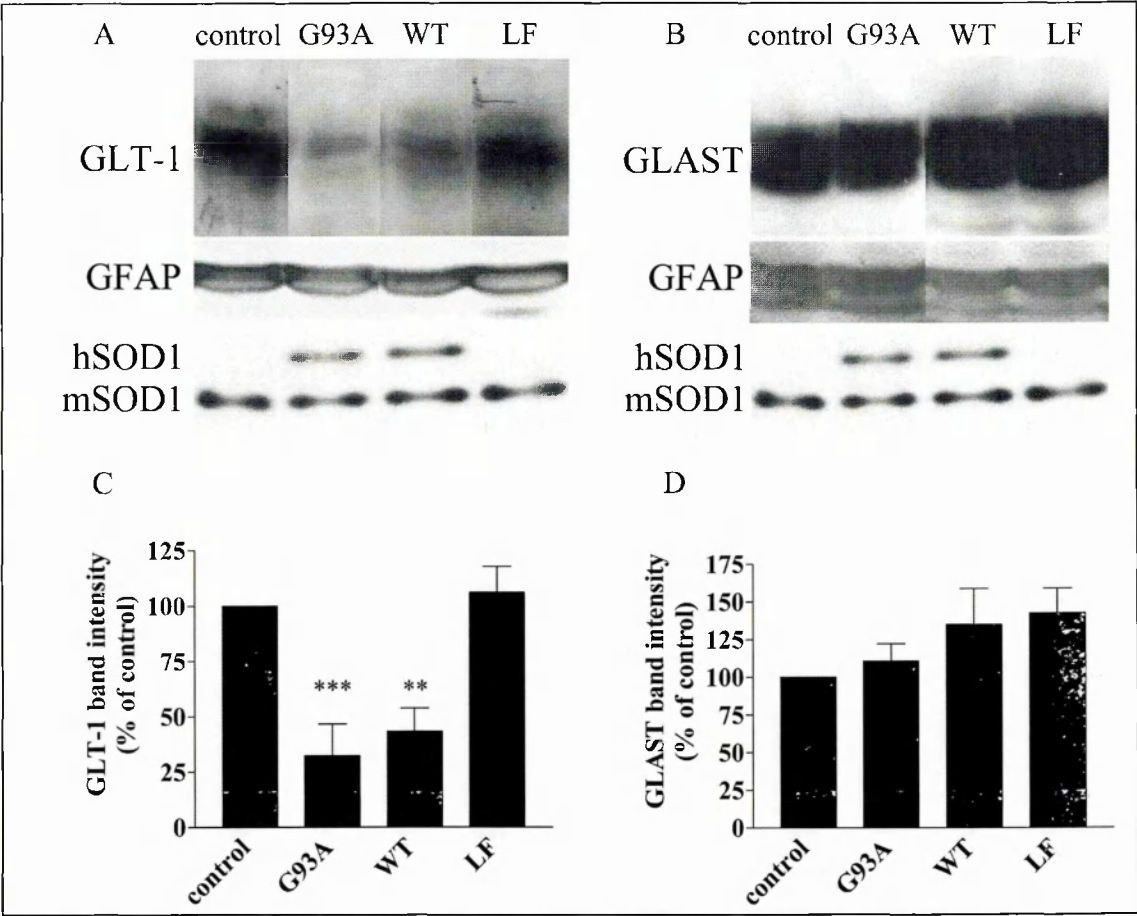 A
control G93A WT LF
GLT-1
GFAP
hSOD1
mSOD1
B
control G93A WT LF
GLAST
GFAP
hSOD1
mSOD1
C
GLT-1 band intensity
(% of control)
125
100
75
50
25
0
***
**
control
G93A
WT
LF
D
GLAST band intensity
(% of control)
175
150
125
100
75
50
25
0
control
G93A
WT
LF